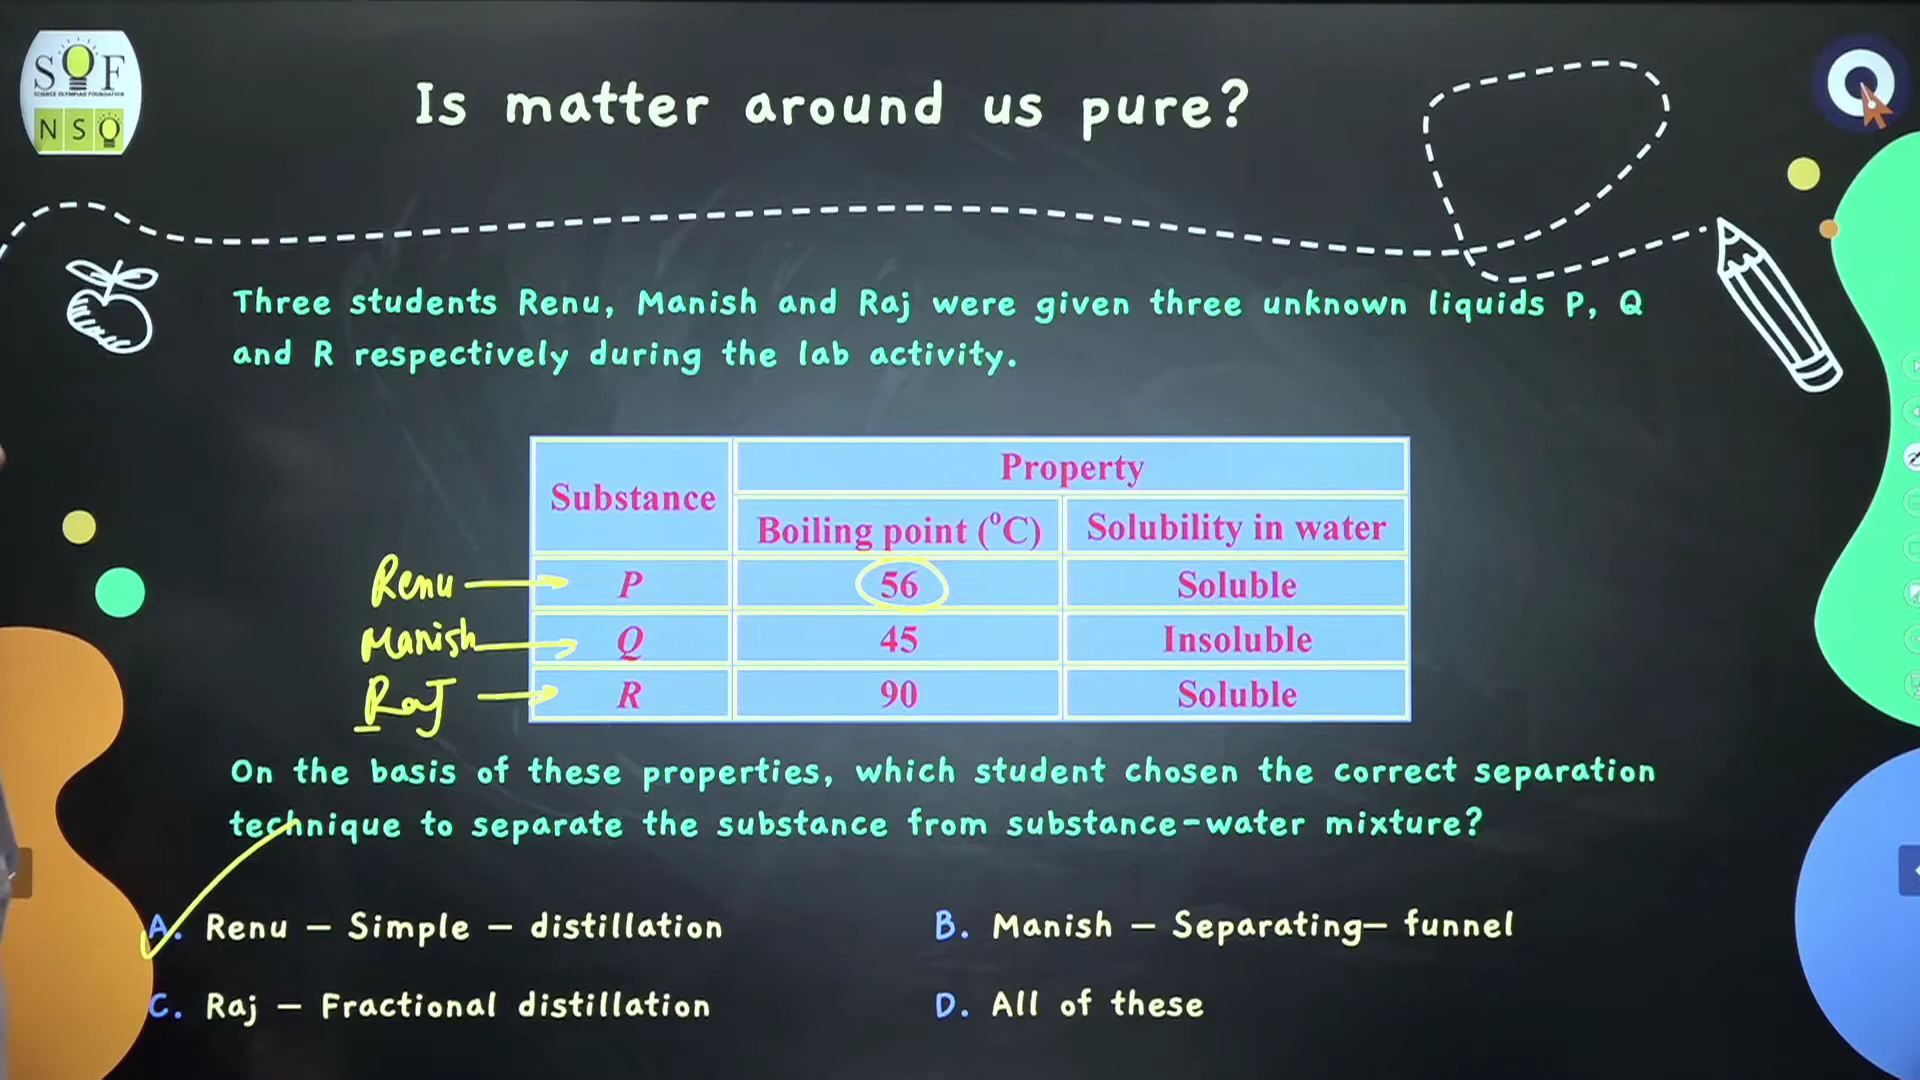 SOF
SCIENCE OLYMPIAD FOUNDATION
NSO
Is matter around us pure?
Three students Renu, Manish and Raj were given three unknown liquids P, Q
and R respectively during the lab activity.
Substance
Property
Boiling point (°C)
Solubility in water
Renu P 56 Soluble
Manish Q 45 Insoluble
RaJ R 90 Soluble
On the basis of these properties, which student chosen the correct separation
technique to separate the substance from substance-water mixture?
A. Renu – Simple – distillation
B. Manish – Separating– funnel
C. Raj – Fractional distillation
D. All of these